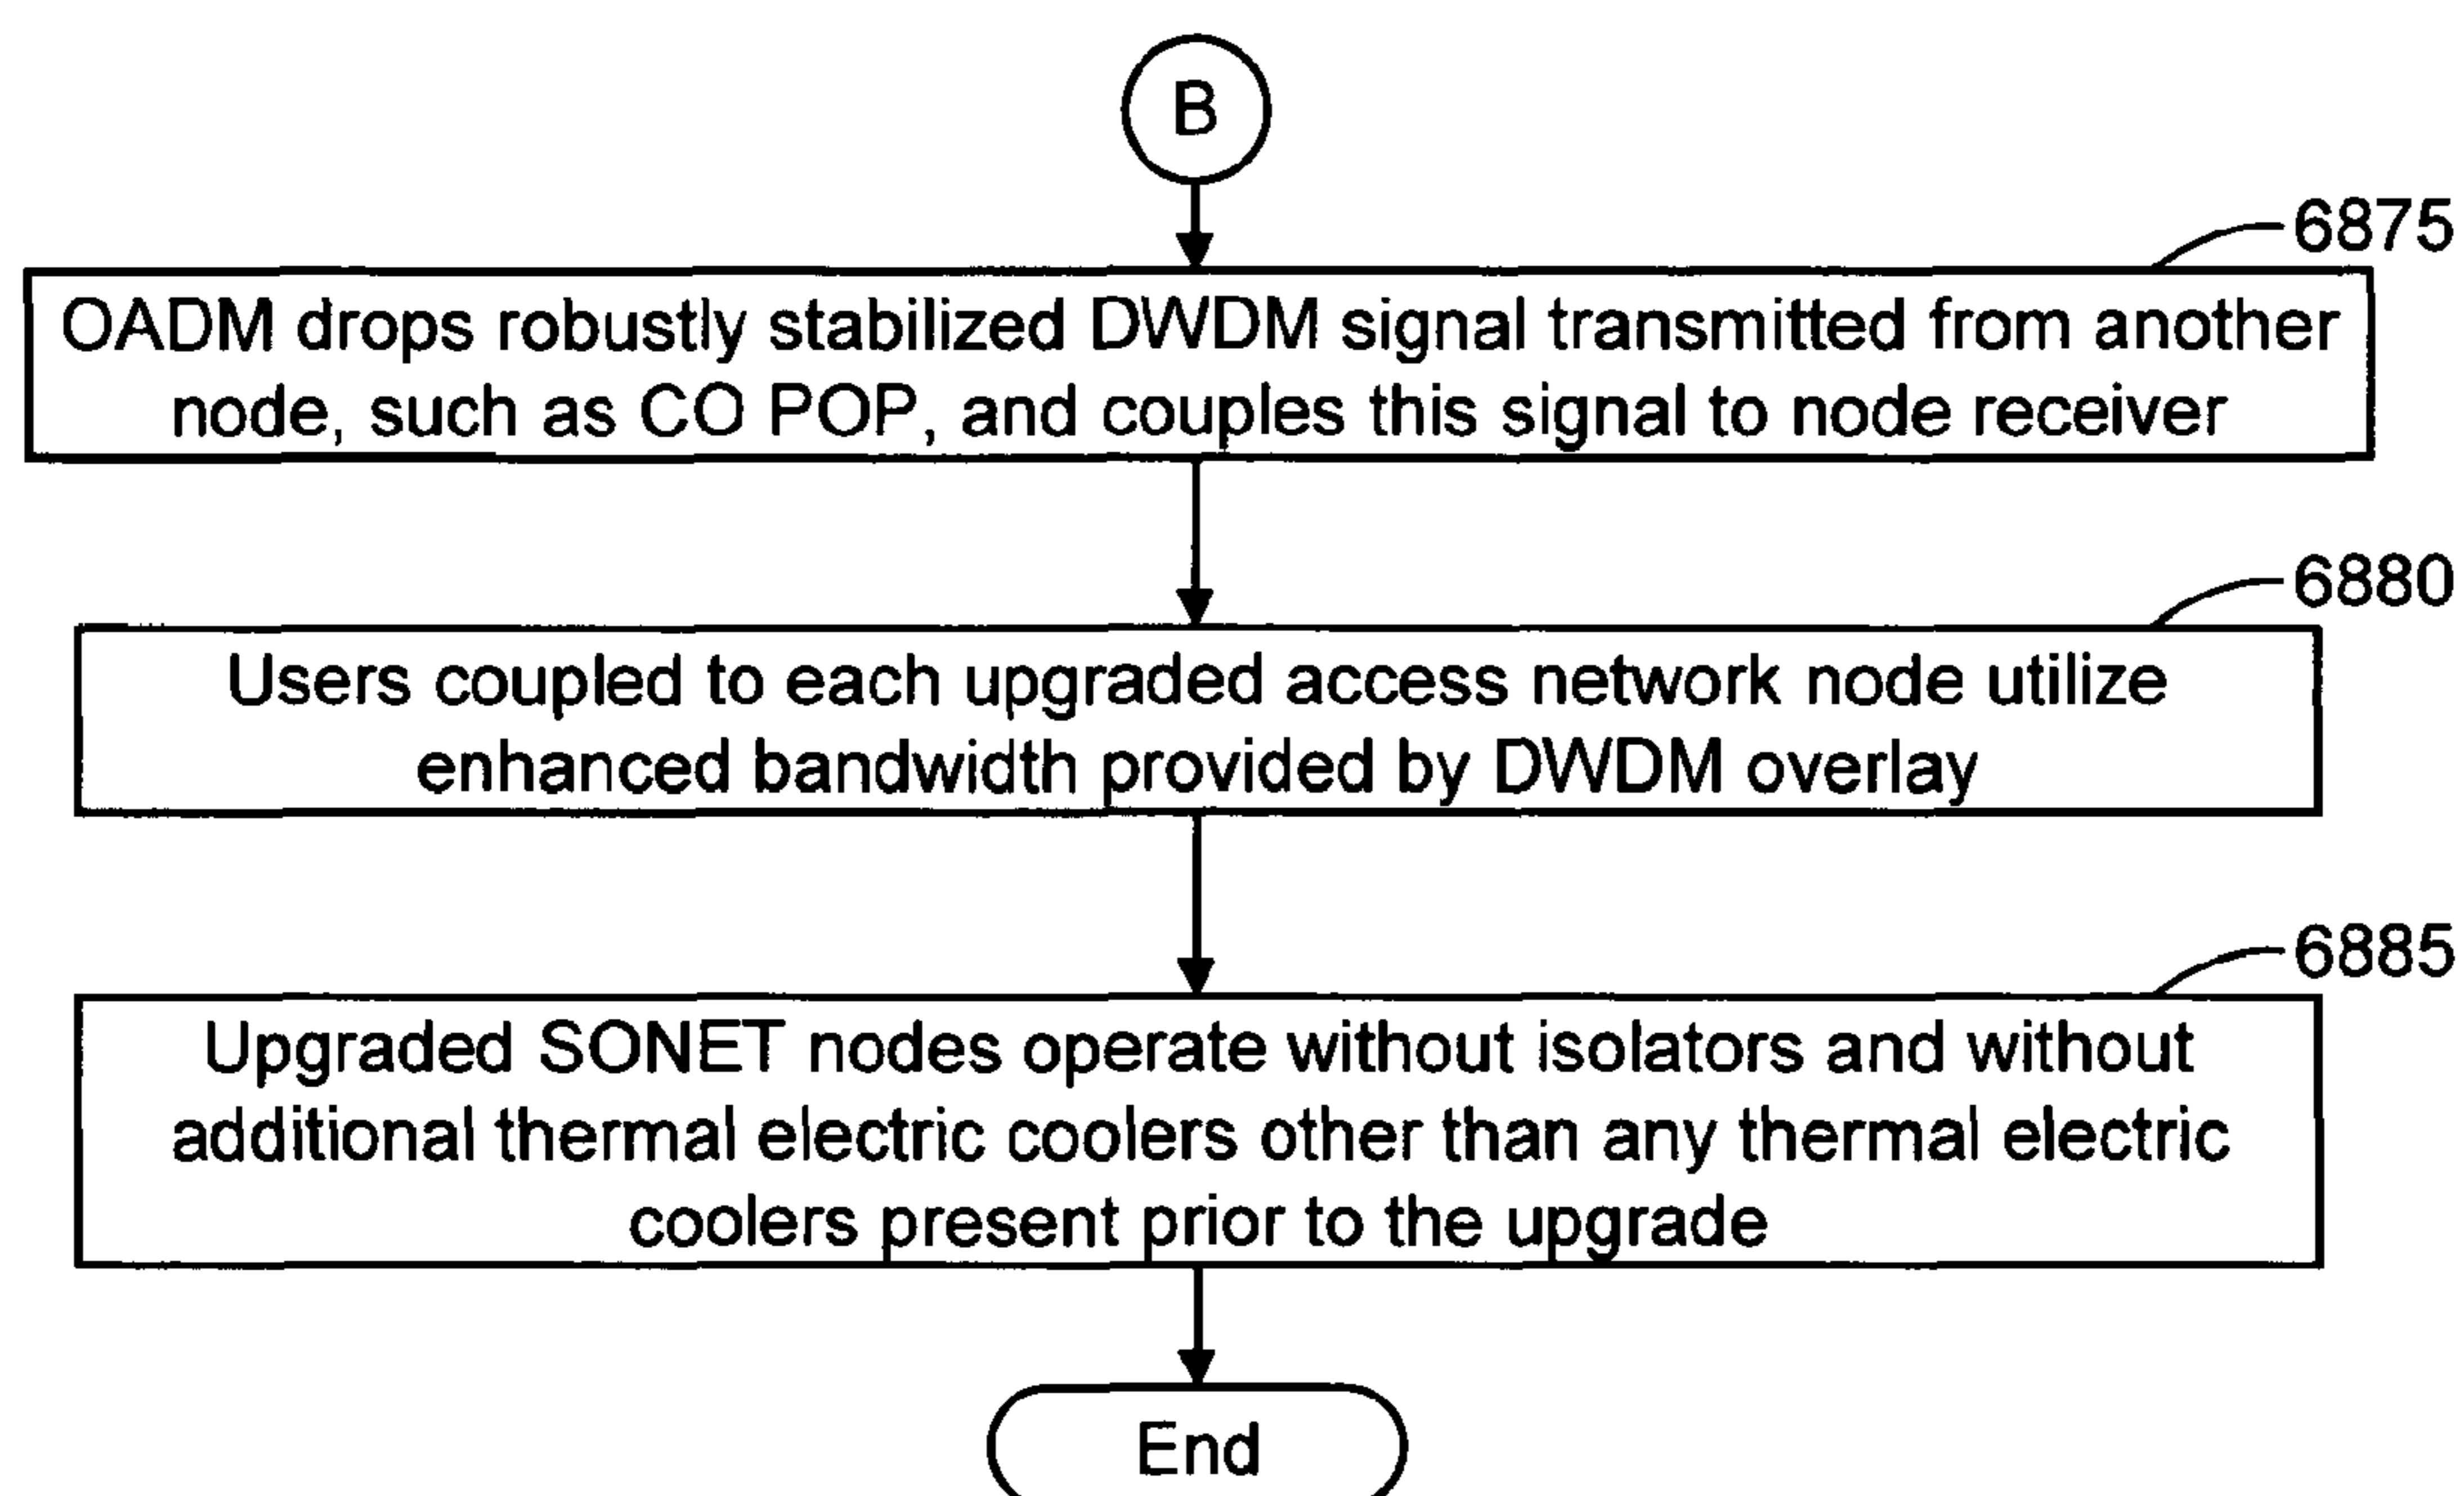 B
6875
OADM drops robustly stabilized DWDM signal transmitted from another
node, such as CO POP, and couples this signal to node receiver
6880
Users coupled to each upgraded access network node utilize
enhanced bandwidth provided by DWDM overlay
6885
Upgraded SONET nodes operate without isolators and without
additional thermal electric coolers other than any thermal electric
coolers present prior to the upgrade
End